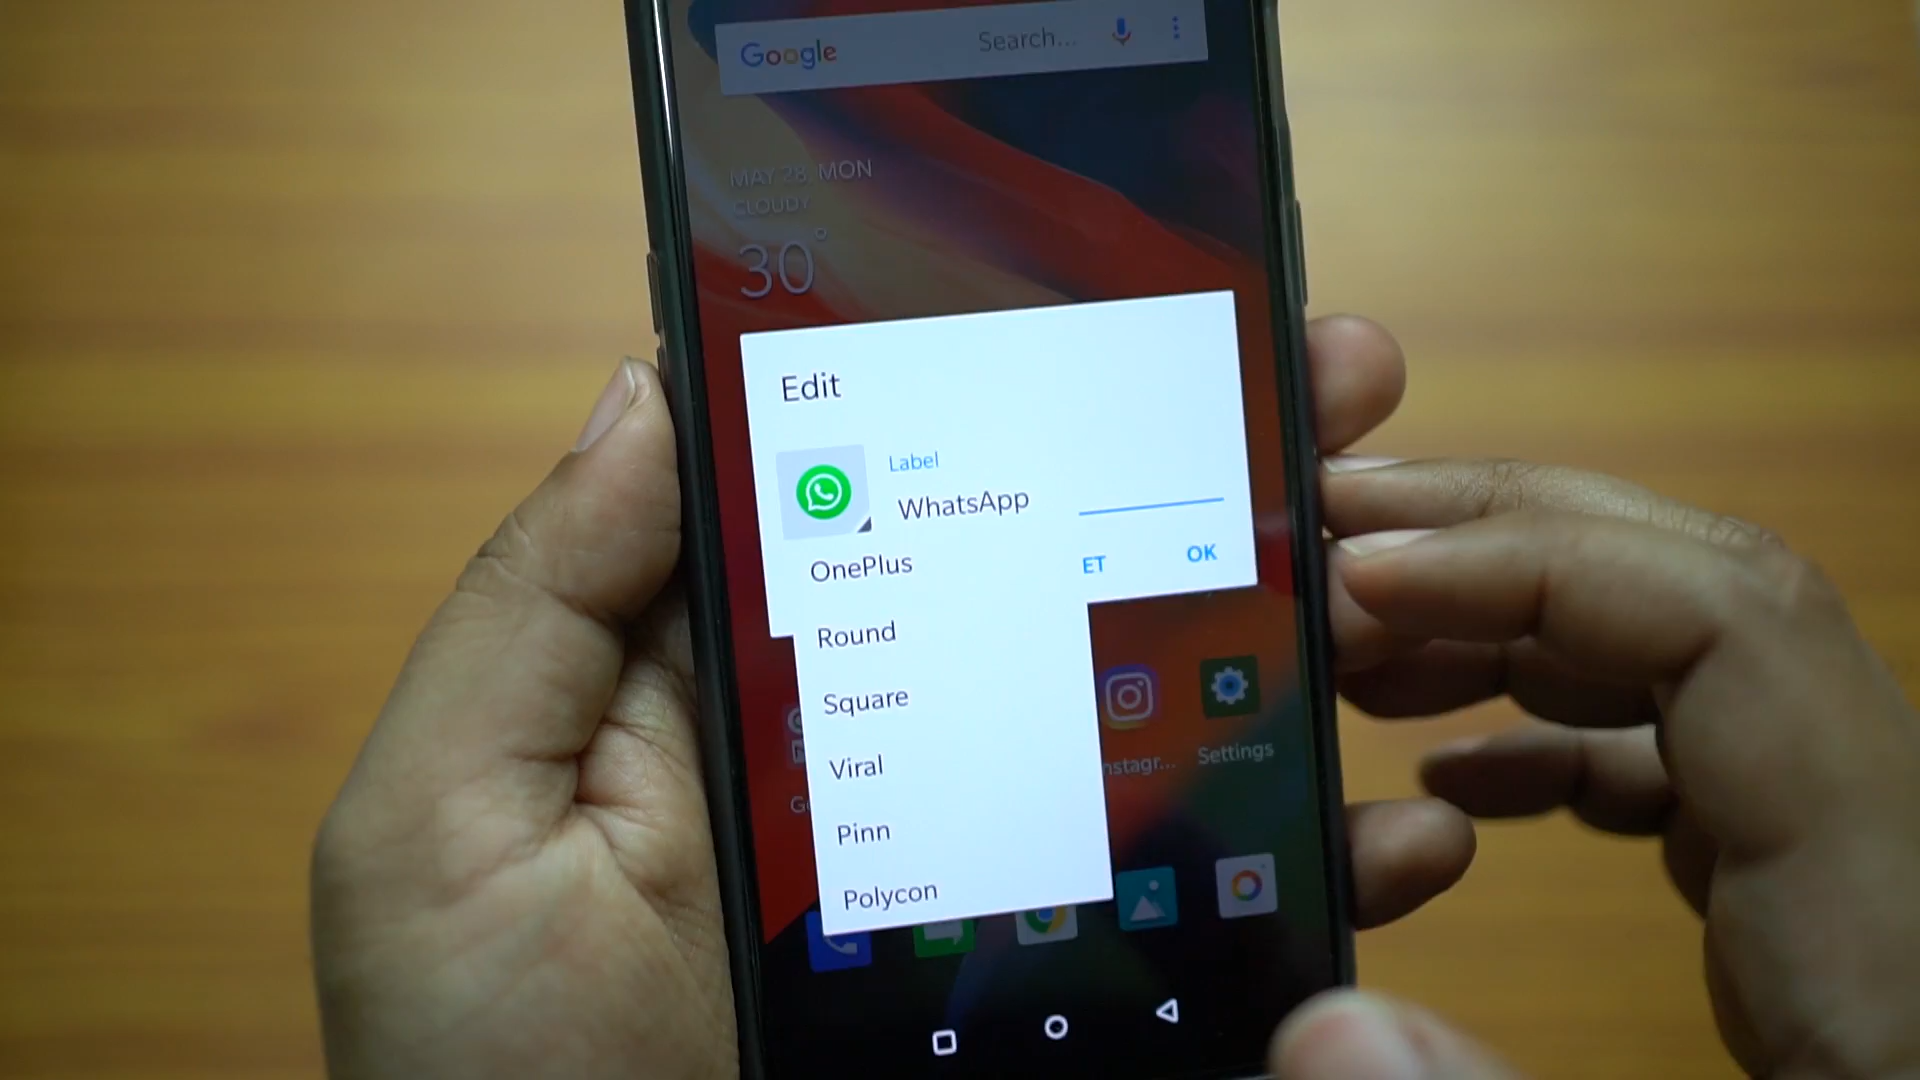 Google Search...
MAY 28, MON
CLOUDY
30°
Edit
Label
WhatsApp
OnePlus
ET OK
Round
Square
Viral
Pinn
Polycon
nstagr...
Settings
G